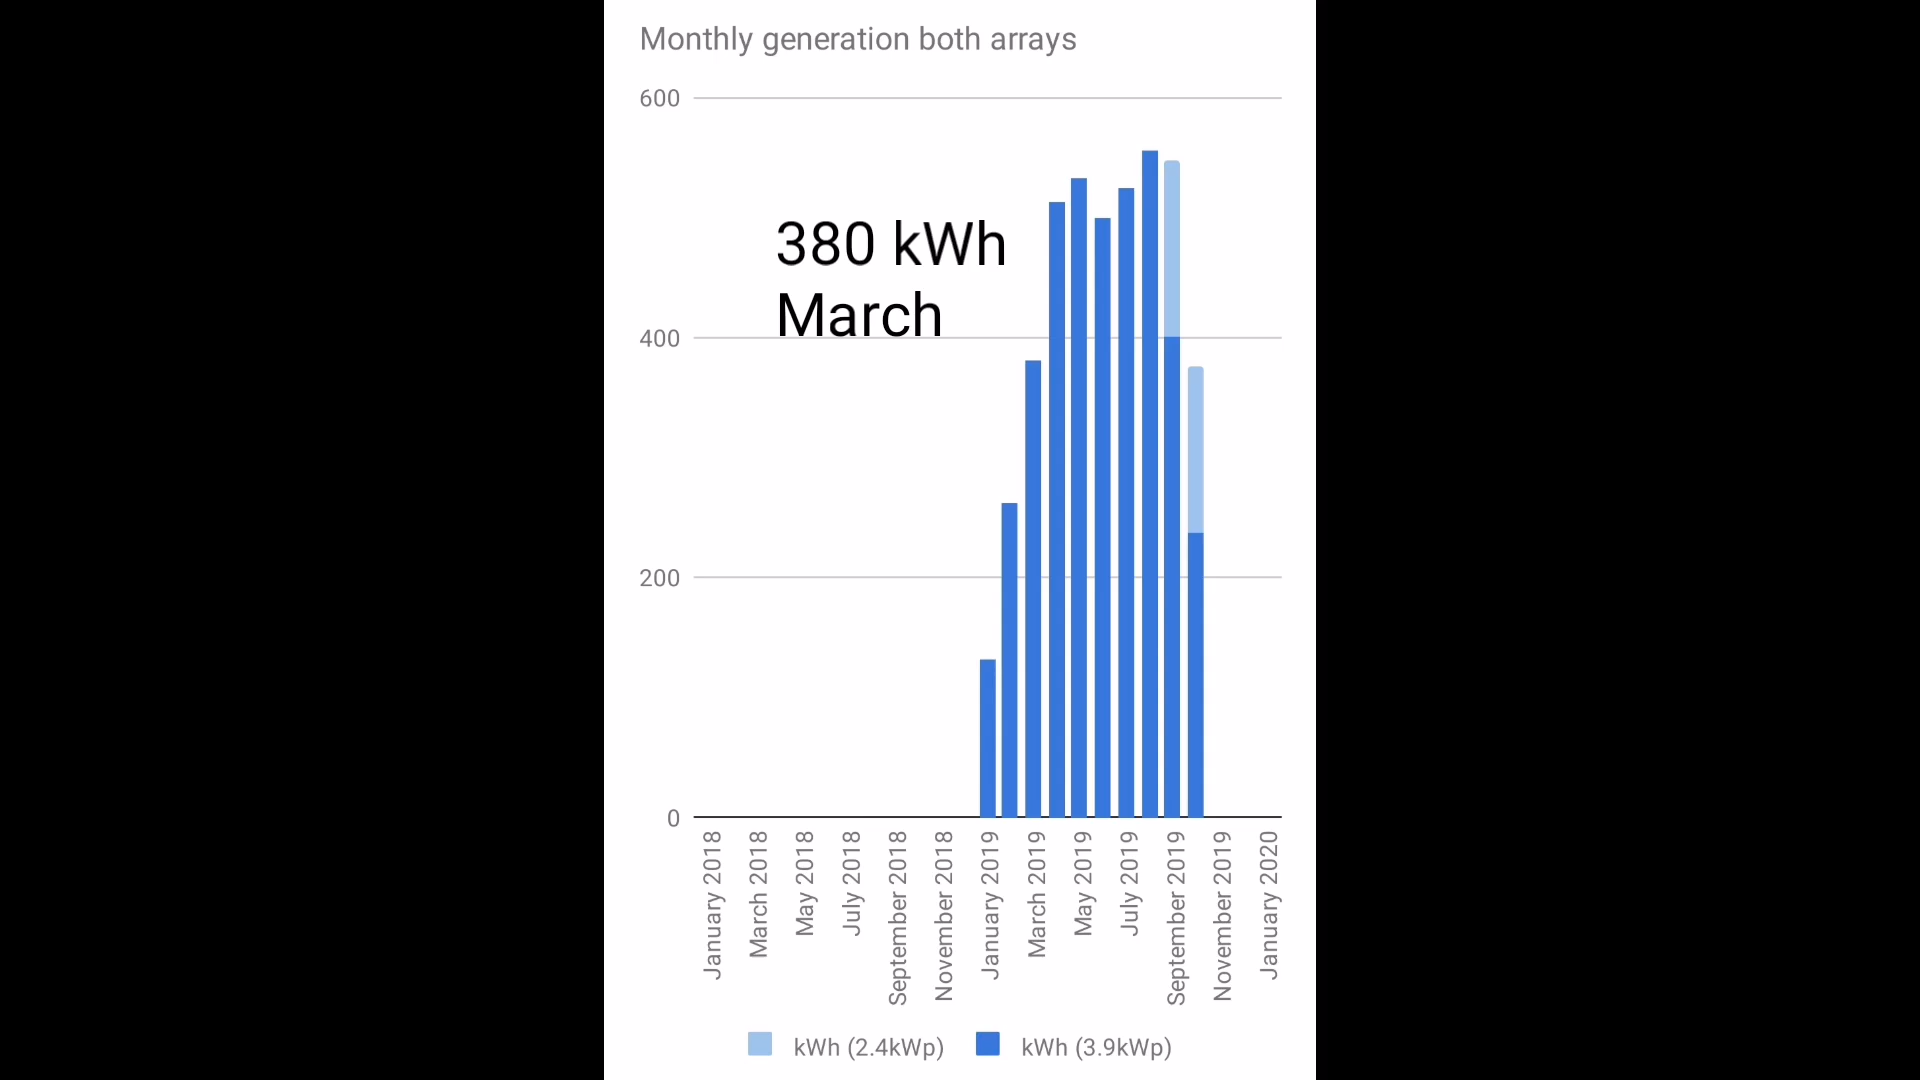 Monthly generation both arrays
600
380 kWh
March
400
200
0
January 2018
March 2018
May 2018
July 2018
September 2018
November 2018
January 2019
March 2019
May 2019
July 2019
September 2019
November 2019
January 2020
kWh (2.4kWp)
kWh (3.9kWp)